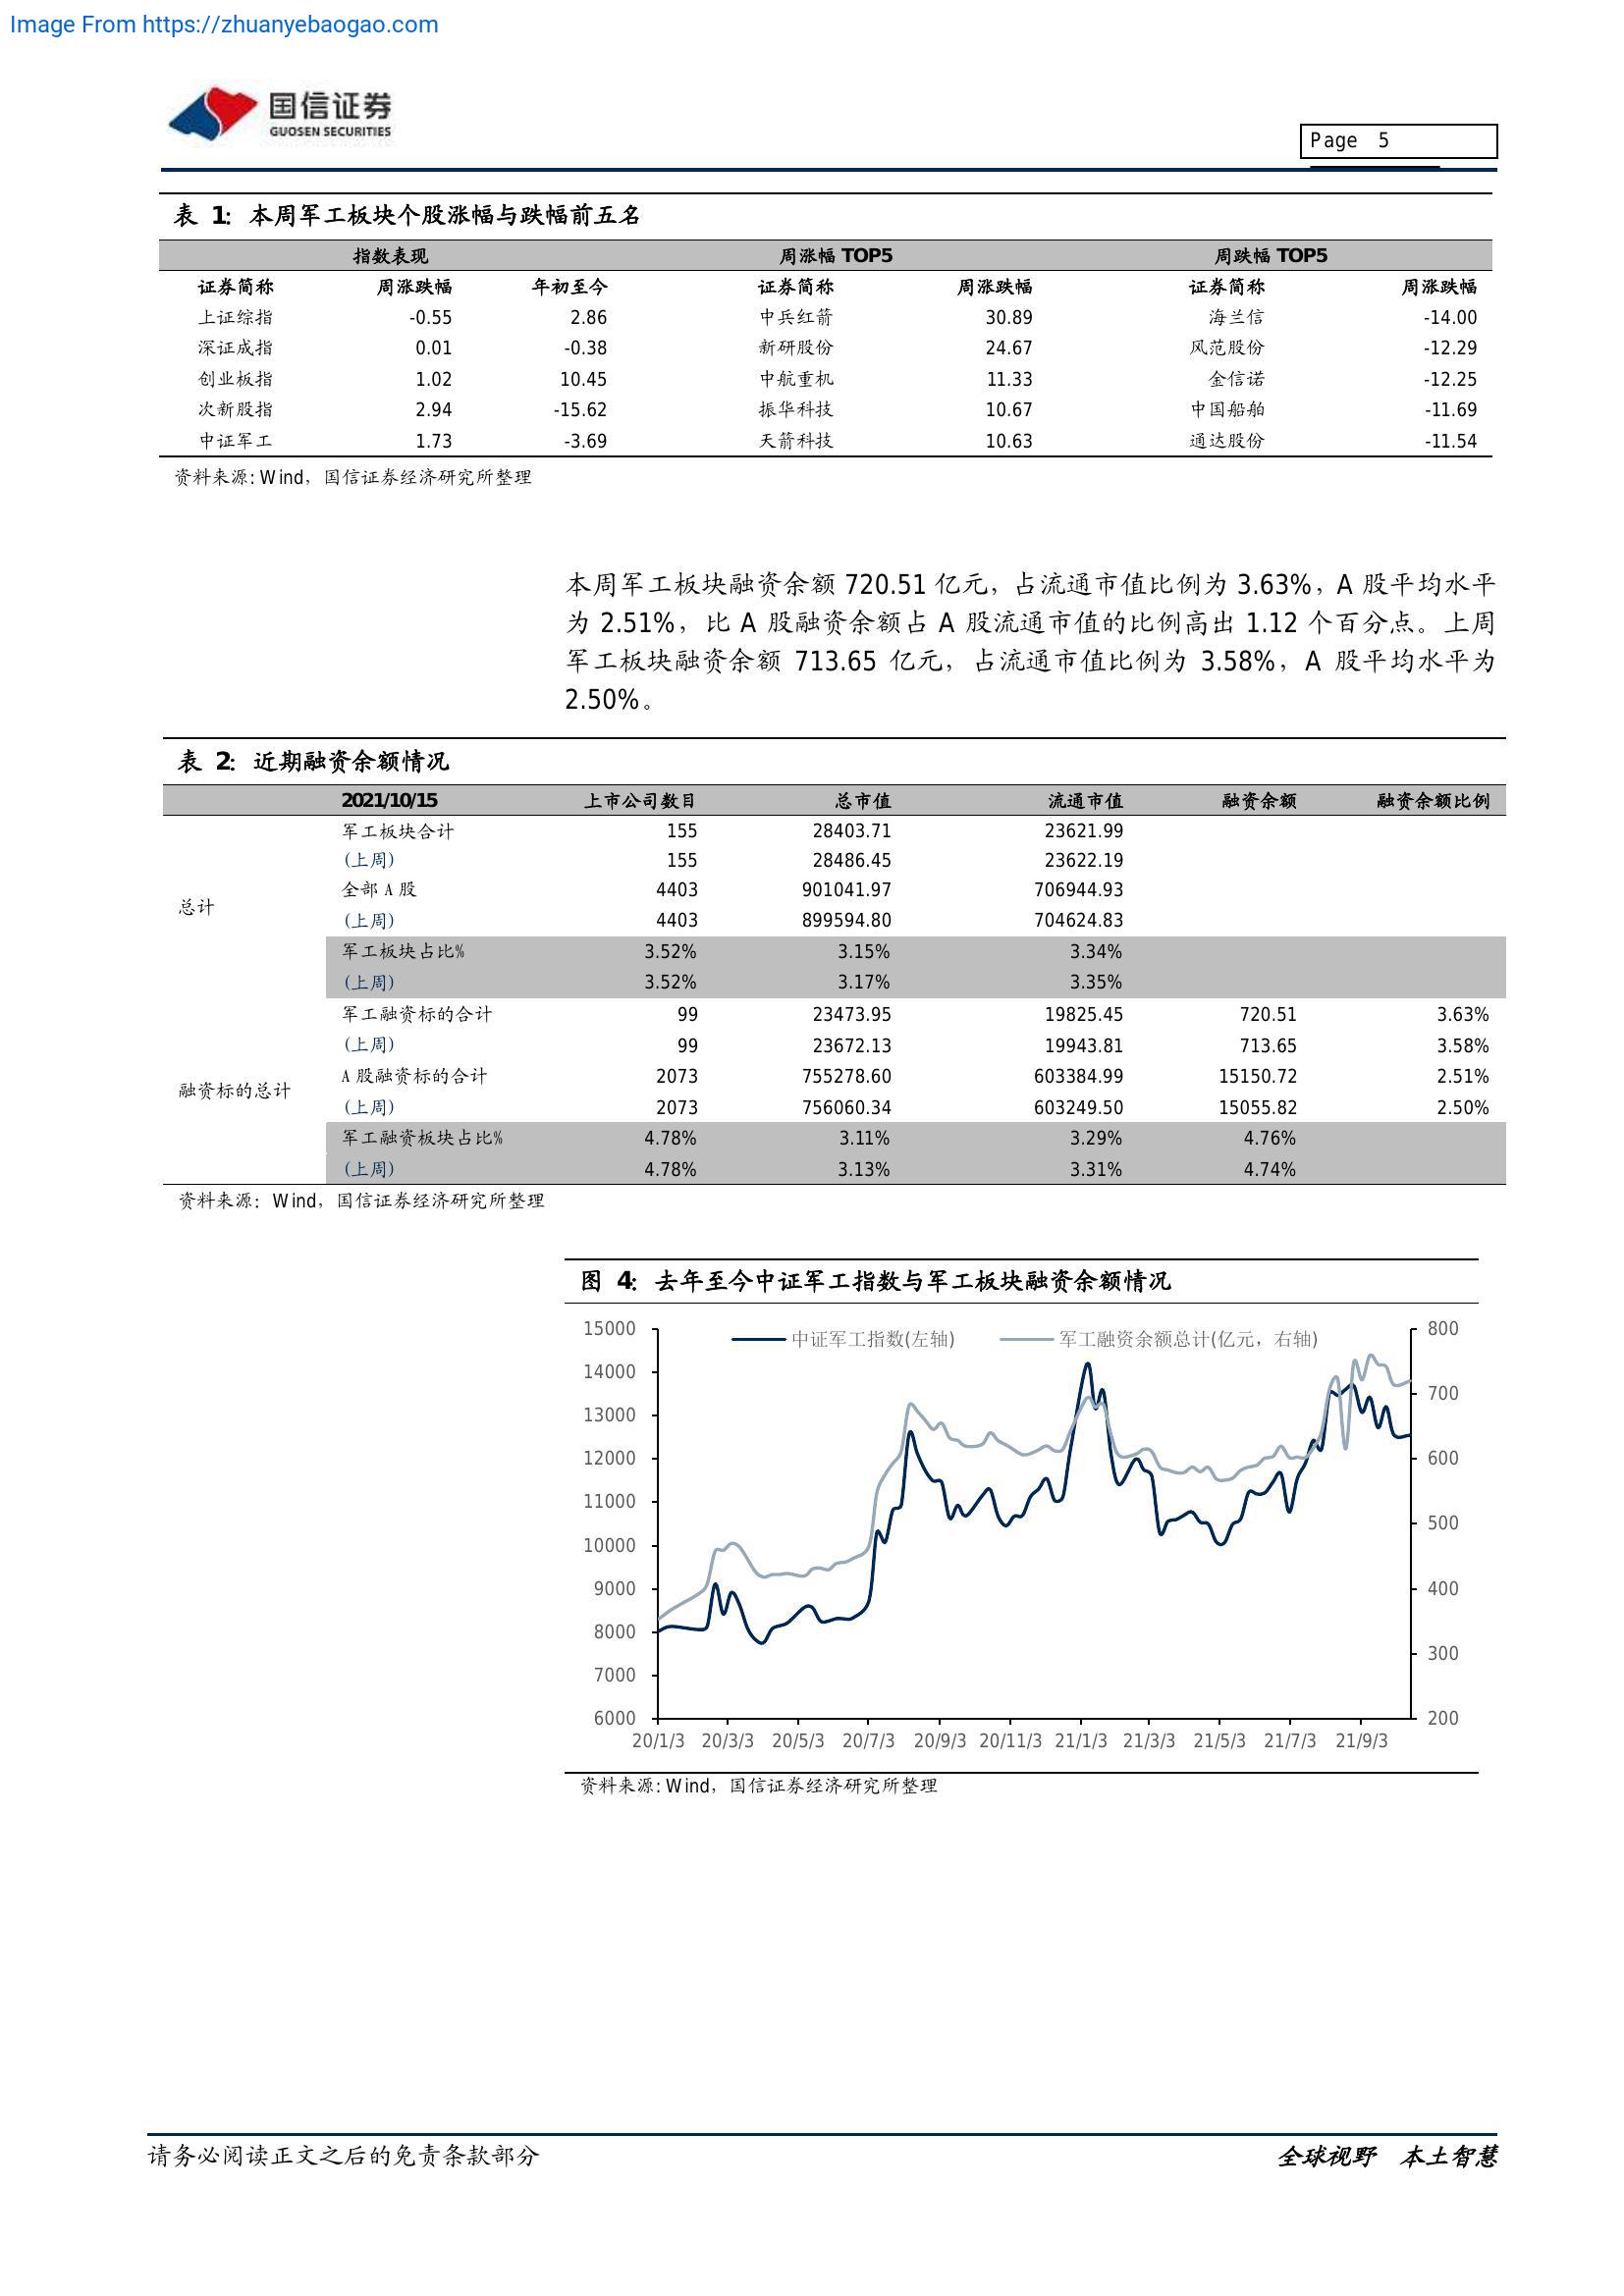 Image From https://zhuanyebaogao.com
国信证券
GUOSEN SECURITIES
Page 5
表 1：本周军工板块个股涨幅与跌幅前五名
指数表现 周涨幅 TOP5 周跌幅 TOP5
证券简称 周涨跌幅 年初至今 证券简称 周涨跌幅 证券简称 周涨跌幅
上证综指 -0.55 2.86 中兵红箭 30.89 海兰信 -14.00
深证成指 0.01 -0.38 新研股份 24.67 风范股份 -12.29
创业板指 1.02 10.45 中航重机 11.33 金信诺 -12.25
次新股指 2.94 -15.62 振华科技 10.67 中国船舶 -11.69
中证军工 1.73 -3.69 天箭科技 10.63 通达股份 -11.54
资料来源: Wind，国信证券经济研究所整理
本周军工板块融资余额 720.51 亿元，占流通市值比例为 3.63%，A 股平均水平
为 2.51%，比 A 股融资余额占 A 股流通市值的比例高出 1.12 个百分点。上周
军工板块融资余额 713.65 亿元，占流通市值比例为 3.58%，A 股平均水平为
2.50%。
表 2：近期融资余额情况
2021/10/15 上市公司数目 总市值 流通市值 融资余额 融资余额比例
军工板块合计 155 28403.71 23621.99
（上周） 155 28486.45 23622.19
全部 A 股 4403 901041.97 706944.93
总计
（上周） 4403 899594.80 704624.83
军工板块占比% 3.52% 3.15% 3.34%
（上周） 3.52% 3.17% 3.35%
军工融资标的合计 99 23473.95 19825.45 720.51 3.63%
（上周） 99 23672.13 19943.81 713.65 3.58%
A 股融资标的合计 2073 755278.60 603384.99 15150.72 2.51%
融资标的总计
（上周） 2073 756060.34 603249.50 15055.82 2.50%
军工融资板块占比% 4.78% 3.11% 3.29% 4.76%
（上周） 4.78% 3.13% 3.31% 4.74%
资料来源：Wind，国信证券经济研究所整理
图 4：去年至今中证军工指数与军工板块融资余额情况
中证军工指数(左轴) 军工融资余额总计(亿元，右轴)
15000 800
14000
13000 700
12000 600
11000
10000 500
9000 400
8000
7000 300
6000 200
20/1/3 20/3/3 20/5/3 20/7/3 20/9/3 20/11/3 21/1/3 21/3/3 21/5/3 21/7/3 21/9/3
资料来源: Wind，国信证券经济研究所整理
请务必阅读正文之后的免责条款部分
全球视野 本土智慧